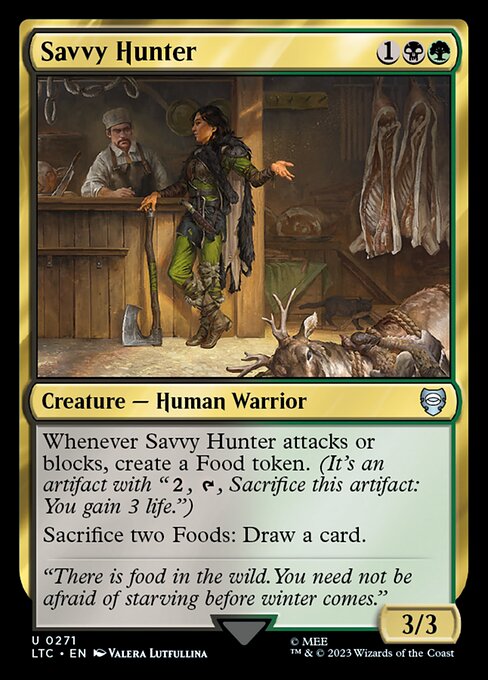 Savvy Hunter 1
Creature — Human Warrior
Whenever Savvy Hunter attacks or
blocks, create a Food token. (It's an
artifact with “2, , Sacrifice this artifact:
You gain 3 life.”)
Sacrifice two Foods: Draw a card.
“There is food in the wild. You need not be
afraid of starving before winter comes.”
3/3
U 0271
LTC • EN Valera Lutfullina
© MEE
™ & © 2023 Wizards of the Coast